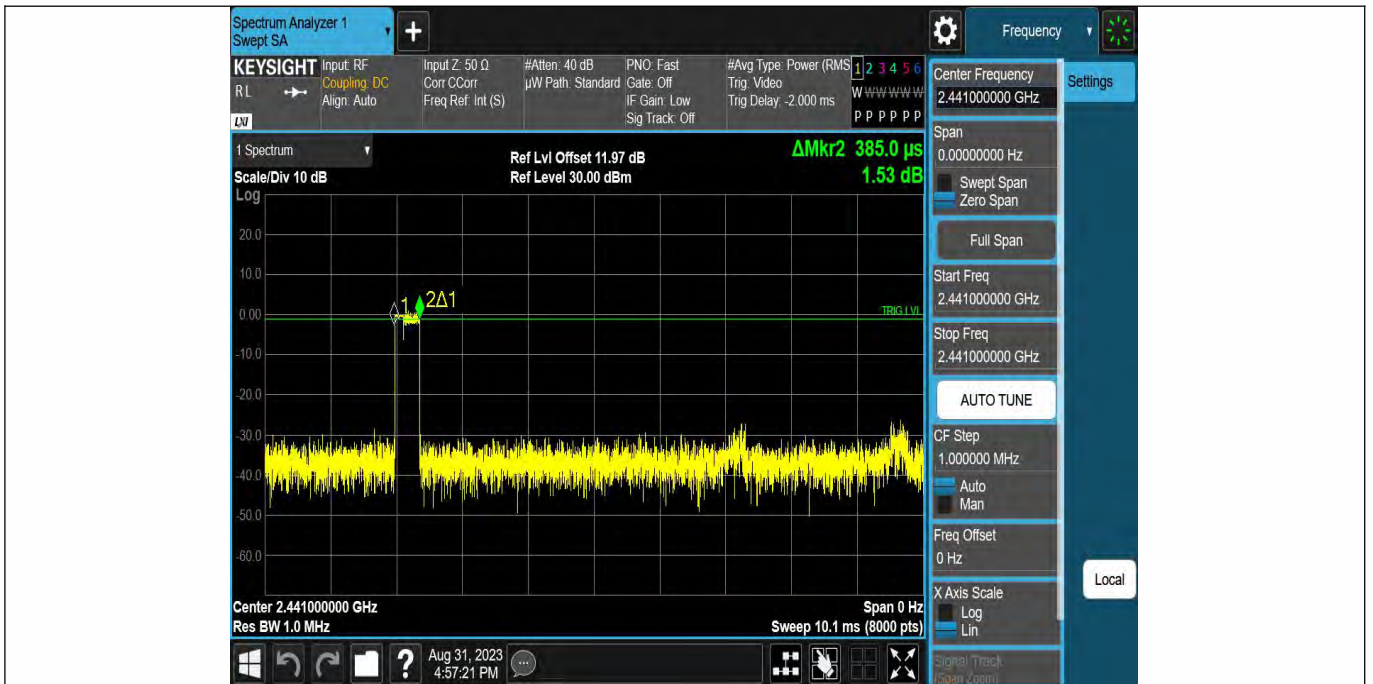 Spectrum Analyzer 1
Swept SA
+
Frequency
KEYSIGHT
RL
LXI
Input: RF
Coupling: DC
Align: Auto
Input Z: 50 Ω
Corr CCorr
Freq Ref: Int (S)
#Atten: 40 dB
µW Path: Standard
PNO: Fast
Gate: Off
IF Gain: Low
Sig Track: Off
#Avg Type: Power (RMS
Trig: Video
Trig Delay: -2.000 ms
1 2 3 4 5 6
W W W W W W
P P P P P P
1 Spectrum
Scale/Div 10 dB
Ref Lvl Offset 11.97 dB
Ref Level 30.00 dBm
ΔMkr2 385.0 µs
1.53 dB
Log
20.0
10.0
0.00
-10.0
-20.0
-30.0
-40.0
-50.0
-60.0
1
2Δ1
TRIG LVL
Center 2.441000000 GHz
Res BW 1.0 MHz
Span 0 Hz
Sweep 10.1 ms (8000 pts)
Aug 31, 2023
4:57:21 PM
?
Center Frequency
2.441000000 GHz
Span
0.00000000 Hz
Swept Span
Zero Span
Full Span
Start Freq
2.441000000 GHz
Stop Freq
2.441000000 GHz
AUTO TUNE
CF Step
1.000000 MHz
Auto
Man
Freq Offset
0 Hz
X Axis Scale
Log
Lin
Signal Track
(Span Zoom)
Settings
Local